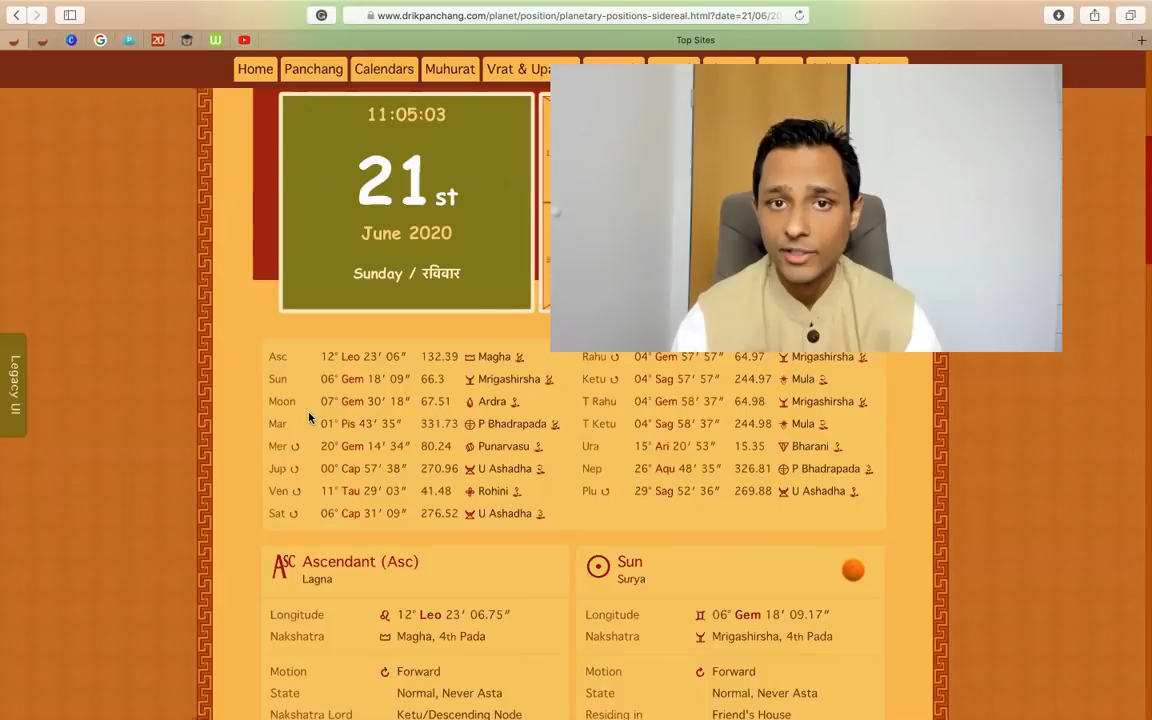 www.drikpanchang.com/planet/position/planetary-positions-sidereal.html?date=21/06/20
20
Top Sites
Home Panchang Calendars Muhurat Vrat & Upa
11:05:03
21st
June 2020
Sunday / रविवार
Legacy UI
Asc 12° Leo 23′ 06″ 132.39 Magha
Sun 06° Gem 18′ 09″ 66.3 Mrigashirsha
Moon 07° Gem 30′ 18″ 67.51 Ardra
Mar 01° Pis 43′ 35″ 331.73 P Bhadrapada
Mer 20° Gem 14′ 34″ 80.24 Punarvasu
Jup 00° Cap 57′ 38″ 270.96 U Ashadha
Ven 11° Tau 29′ 03″ 41.48 Rohini
Sat 06° Cap 31′ 09″ 276.52 U Ashadha
Rahu 04° Gem 57′ 57″ 64.97 Mrigashirsha
Ketu 04° Sag 57′ 57″ 244.97 Mula
T Rahu 04° Gem 58′ 37″ 64.98 Mrigashirsha
T Ketu 04° Sag 58′ 37″ 244.98 Mula
Ura 15° Ari 20′ 53″ 15.35 Bharani
Nep 26° Aqu 48′ 35″ 326.81 P Bhadrapada
Plu 29° Sag 52′ 36″ 269.88 U Ashadha
Asc Ascendant (Asc)
Lagna
Longitude 12° Leo 23′ 06.75″
Nakshatra Magha, 4th Pada
Motion Forward
State Normal, Never Asta
Nakshatra Lord Ketu/Descending Node
Sun
Surya
Longitude 06° Gem 18′ 09.17″
Nakshatra Mrigashirsha, 4th Pada
Motion Forward
State Normal, Never Asta
Residing in Friend's House